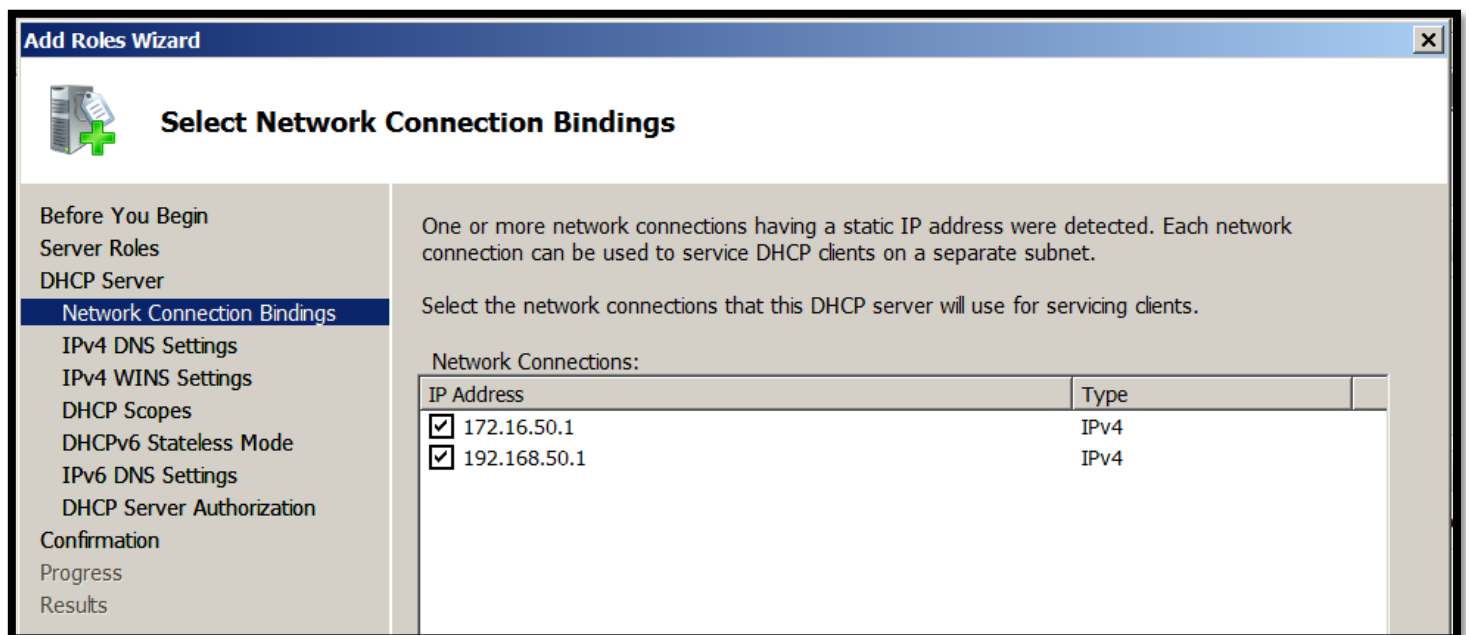 Add Roles Wizard
Select Network Connection Bindings
Before You Begin
Server Roles
DHCP Server
Network Connection Bindings
IPv4 DNS Settings
IPv4 WINS Settings
DHCP Scopes
DHCPv6 Stateless Mode
IPv6 DNS Settings
DHCP Server Authorization
Confirmation
Progress
Results
One or more network connections having a static IP address were detected. Each network
connection can be used to service DHCP clients on a separate subnet.
Select the network connections that this DHCP server will use for servicing clients.
Network Connections:
IP Address Type
172.16.50.1 IPv4
192.168.50.1 IPv4